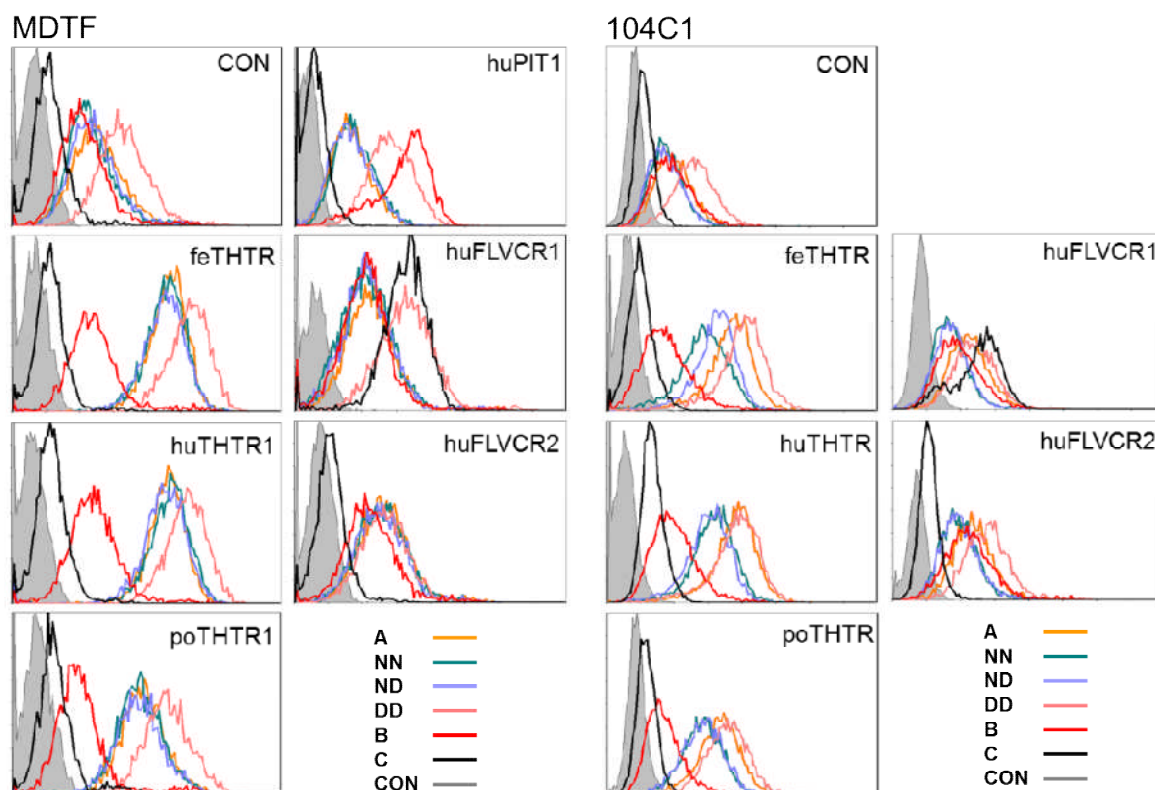 MDTF
104C1
CON
huPIT1
CON
feTHTR
huFLVCR1
feTHTR
huFLVCR1
huTHTR1
huFLVCR2
huTHTR
huFLVCR2
poTHTR1
A
NN
ND
DD
B
C
CON
poTHTR
A
NN
ND
DD
B
C
CON